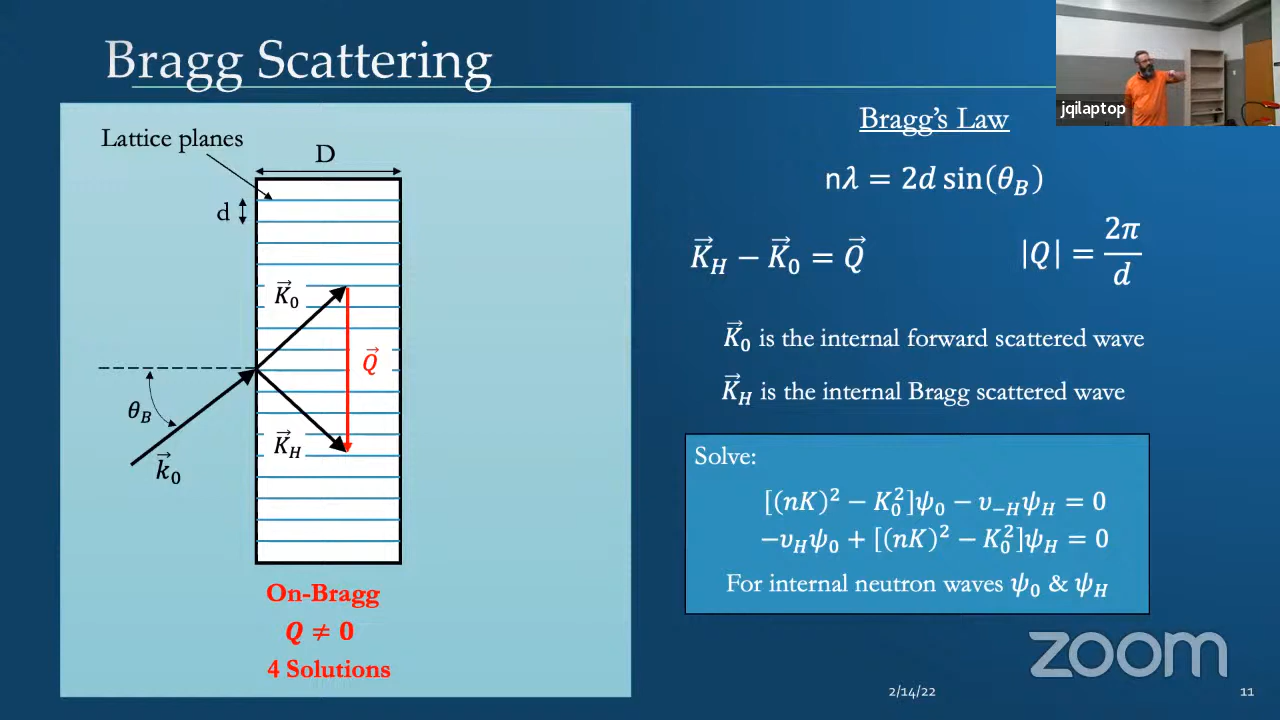 Bragg Scattering
jqilaptop
Lattice planes
D
d
K⃗₀
Q⃗
θ_B
K⃗_H
k⃗₀
On-Bragg
Q ≠ 0
4 Solutions
Bragg's Law
nλ = 2d sin(θ_B)
K⃗_H − K⃗₀ = Q⃗
|Q| = 2π/d
K⃗₀ is the internal forward scattered wave
K⃗_H is the internal Bragg scattered wave
Solve:
[(nK)² − K₀²]ψ₀ − υ₋_Hψ_H = 0
−υ_Hψ₀ + [(nK)² − K₀²]ψ_H = 0
For internal neutron waves ψ₀ & ψ_H
zoom
2/14/22
11